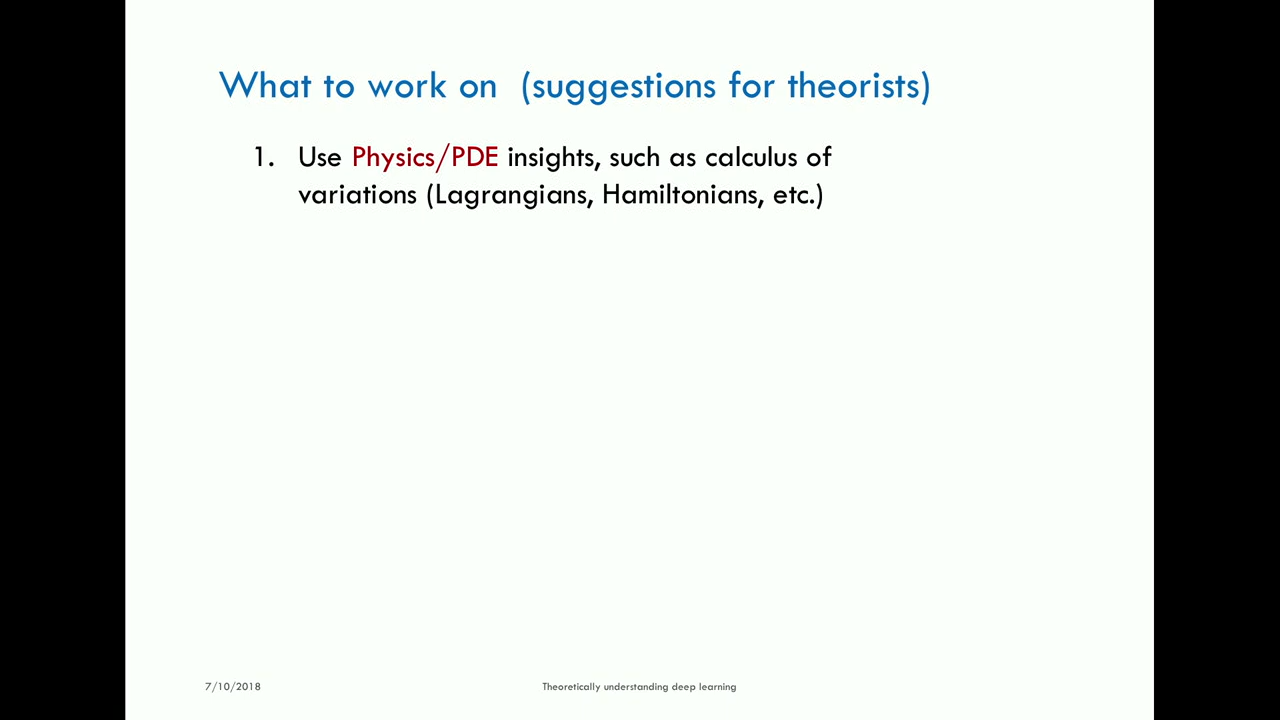 What to work on (suggestions for theorists)
1. Use Physics/PDE insights, such as calculus of
variations (Lagrangians, Hamiltonians, etc.)
7/10/2018
Theoretically understanding deep learning